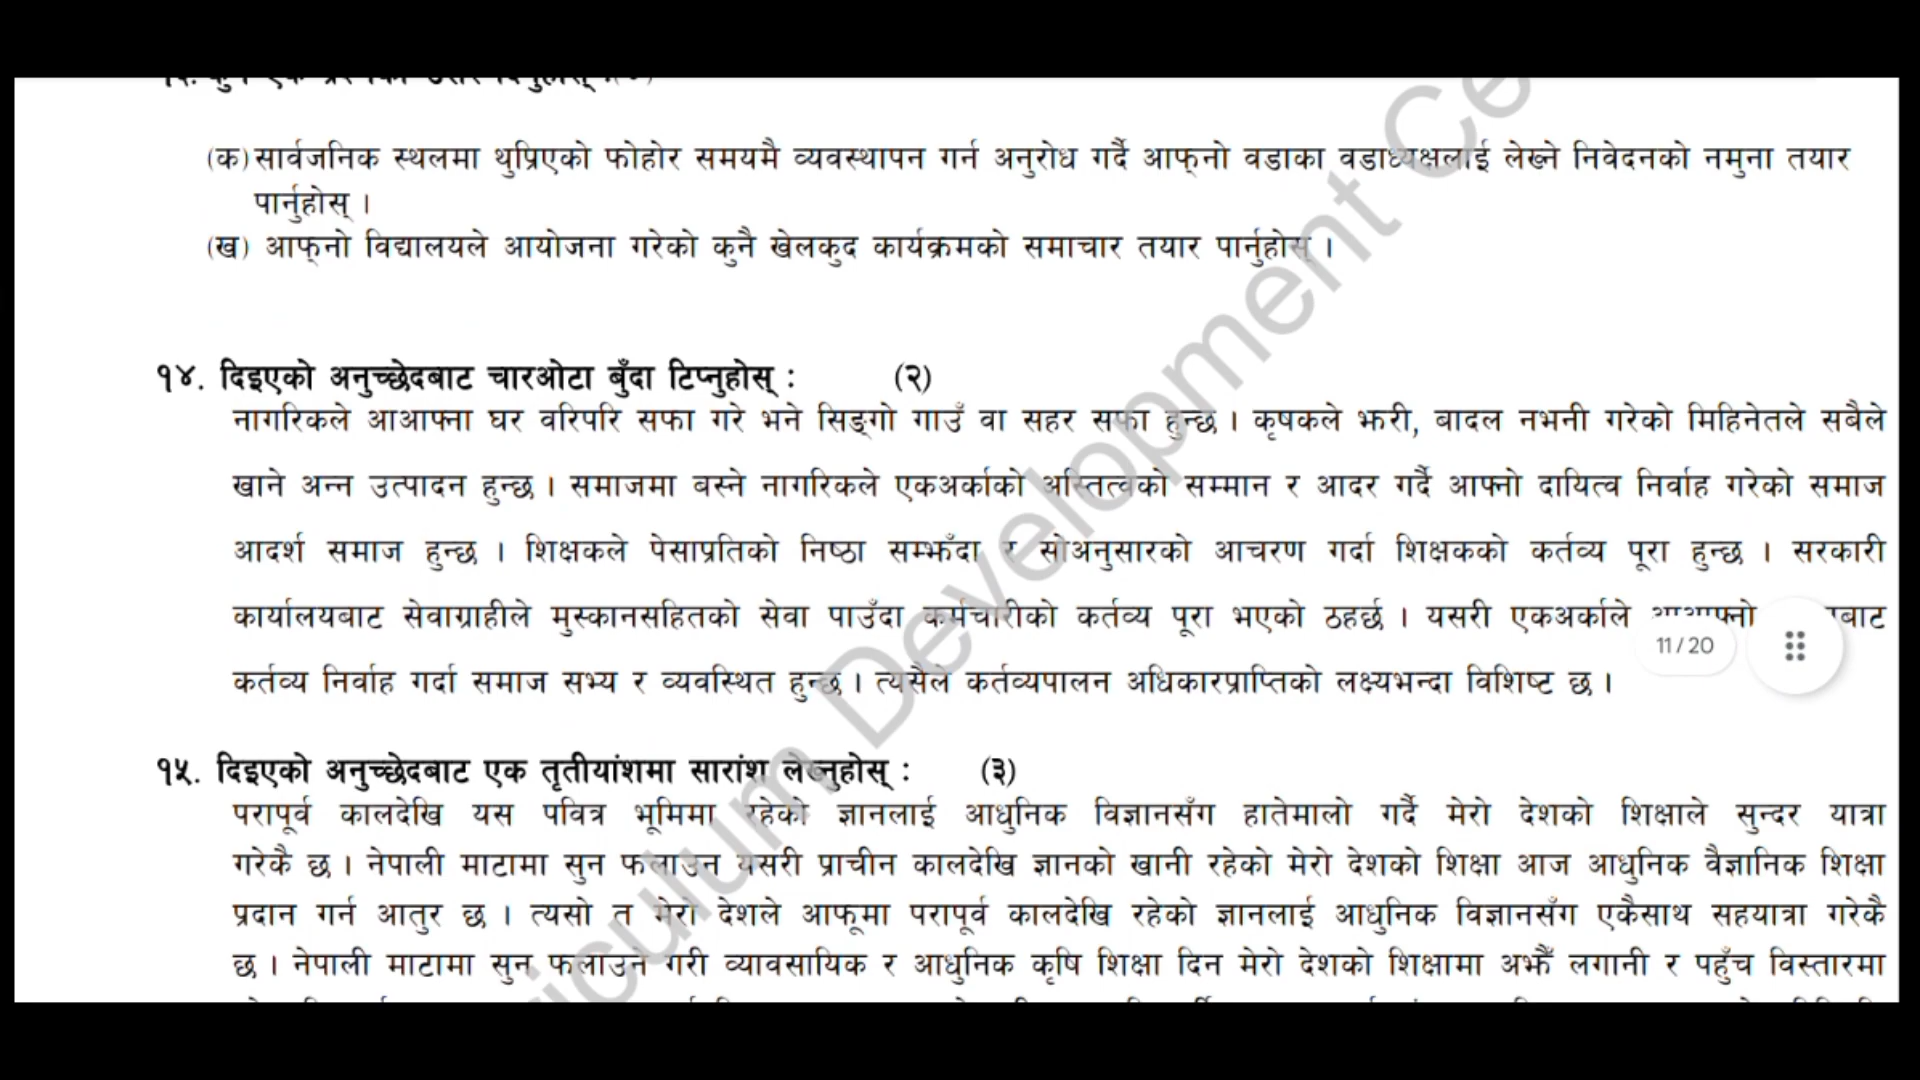 (क) सार्वजनिक स्थलमा थुप्रिएको फोहोर समयमै व्यवस्थापन गर्न अनुरोध गर्दै आफ्‌नो वडाका वडाध्यक्षलाई लेख्ने निवेदनको नमुना तयार
पार्नुहोस् ।
(ख) आफ्‌नो विद्यालयले आयोजना गरेको कुनै खेलकुद कार्यक्रमको समाचार तयार पार्नुहोस् ।
१४. दिइएको अनुच्छेदबाट चारओटा बुँदा टिप्नुहोस् : (२)
नागरिकले आआफ्ना घर वरिपरि सफा गरे भने सिङ्गो गाउँ वा सहर सफा हुन्छ । कृषकले झरी, बादल नभनी गरेको मिहिनेतले सबैले
खाने अन्न उत्पादन हुन्छ । समाजमा बस्ने नागरिकले एकअर्काको अस्तित्वको सम्मान र आदर गर्दै आफ्नो दायित्व निर्वाह गरेको समाज
आदर्श समाज हुन्छ । शिक्षकले पेसाप्रतिको निष्ठा सम्झँदा र सोअनुसारको आचरण गर्दा शिक्षकको कर्तव्य पूरा हुन्छ । सरकारी
कार्यालयबाट सेवाग्राहीले मुस्कानसहितको सेवा पाउँदा कर्मचारीको कर्तव्य पूरा भएको ठहर्छ । यसरी एकअर्काले
11/20
कर्तव्य निर्वाह गर्दा समाज सभ्य र व्यवस्थित हुन्छ । त्यसैले कर्तव्यपालन अधिकारप्राप्तिको लक्ष्यभन्दा विशिष्ट छ ।
१५. दिइएको अनुच्छेदबाट एक तृतीयांशमा सारांश लेख्नुहोस् : (३)
परापूर्व कालदेखि यस पवित्र भूमिमा रहेको ज्ञानलाई आधुनिक विज्ञानसँग हातेमालो गर्दै मेरो देशको शिक्षाले सुन्दर यात्रा
गरेकै छ । नेपाली माटामा सुन फलाउन यसरी प्राचीन कालदेखि ज्ञानको खानी रहेको मेरो देशको शिक्षा आज आधुनिक वैज्ञानिक शिक्षा
प्रदान गर्न आतुर छ । त्यसो त मेरो देशले आफूमा परापूर्व कालदेखि रहेको ज्ञानलाई आधुनिक विज्ञानसँग एकैसाथ सहयात्रा गरेकै
छ । नेपाली माटामा सुन फलाउने गरी व्यावसायिक र आधुनिक कृषि शिक्षा दिन मेरो देशको शिक्षामा अझैँ लगानी र पहुँच विस्तारमा
Development